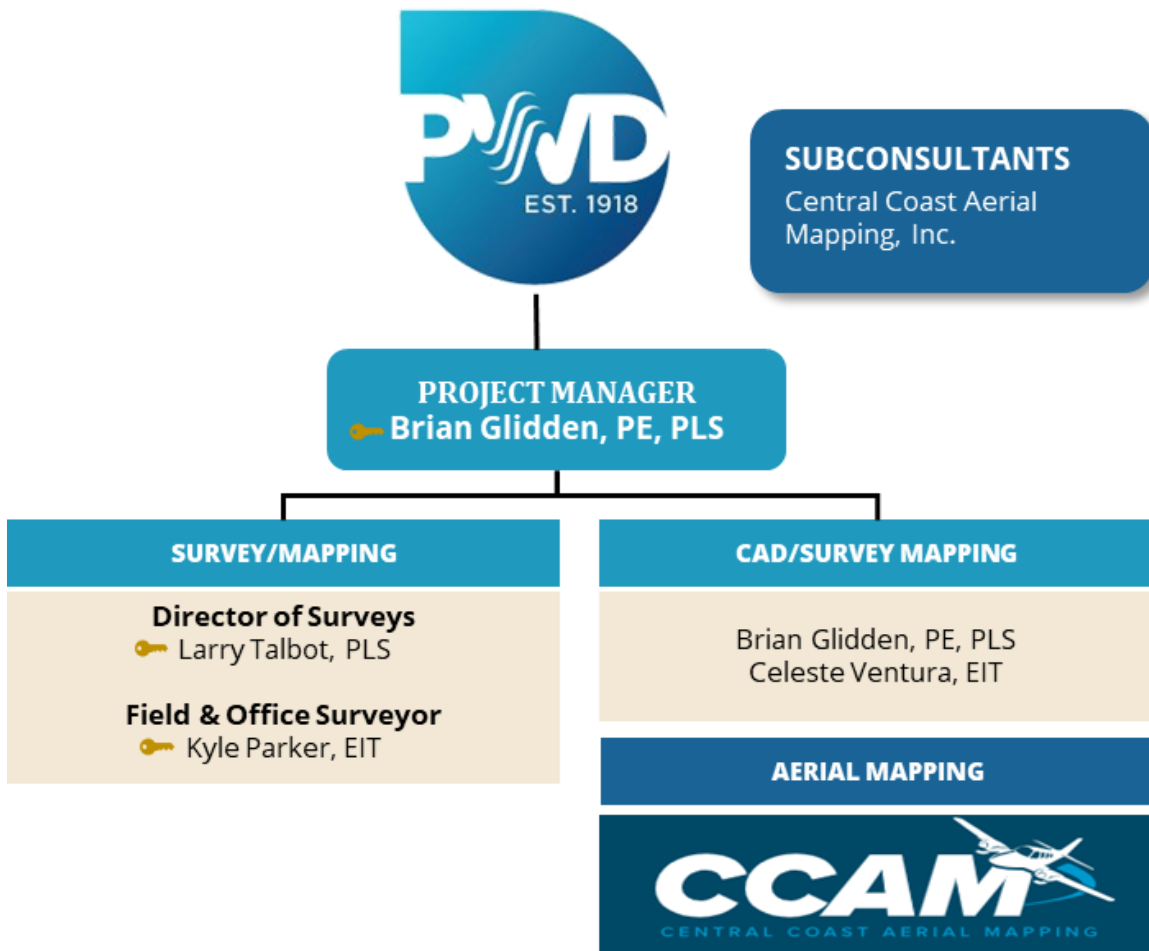 PWD
EST. 1918
SUBCONSULTANTS
Central Coast Aerial
Mapping, Inc.
PROJECT MANAGER
Brian Glidden, PE, PLS
SURVEY/MAPPING
Director of Surveys
Larry Talbot, PLS
Field & Office Surveyor
Kyle Parker, EIT
CAD/SURVEY MAPPING
Brian Glidden, PE, PLS
Celeste Ventura, EIT
AERIAL MAPPING
CCAM
CENTRAL COAST AERIAL MAPPING